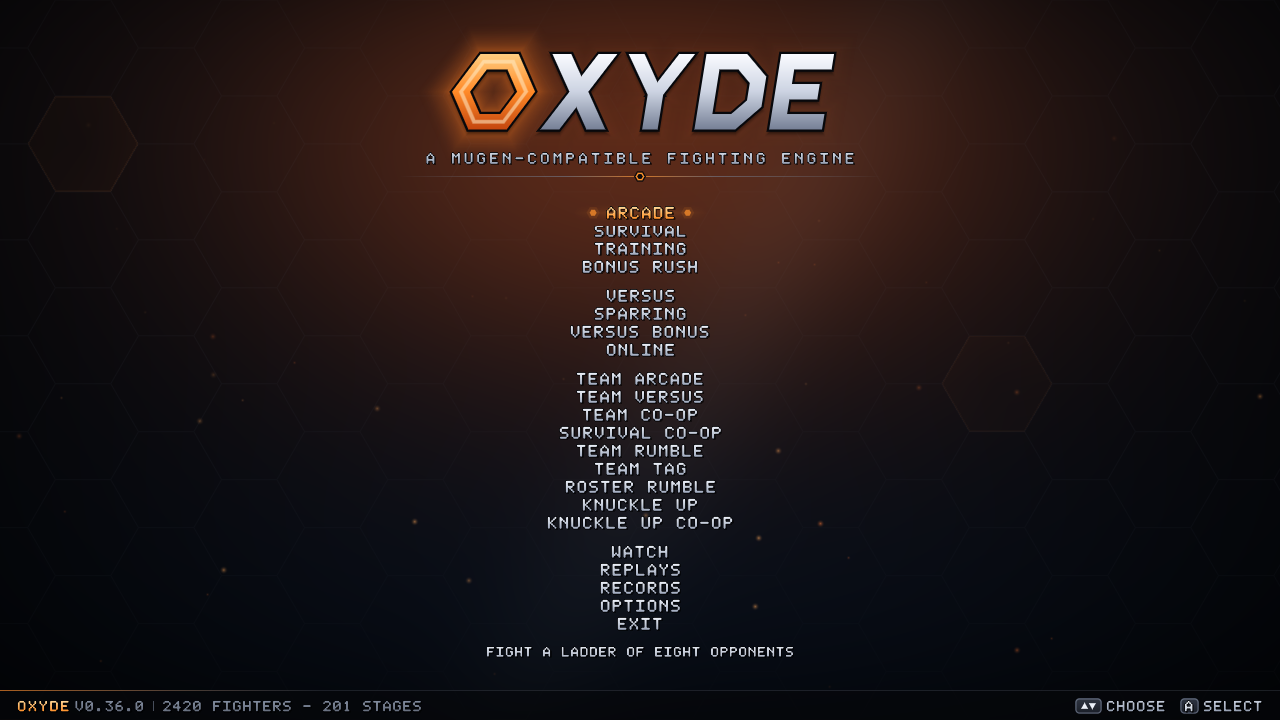 OXYDE
A MUGEN-COMPATIBLE FIGHTING ENGINE
ARCADE
SURVIVAL
TRAINING
BONUS RUSH
VERSUS
SPARRING
VERSUS BONUS
ONLINE
TEAM ARCADE
TEAM VERSUS
TEAM CO-OP
SURVIVAL CO-OP
TEAM RUMBLE
TEAM TAG
ROSTER RUMBLE
KNUCKLE UP
KNUCKLE UP CO-OP
WATCH
REPLAYS
RECORDS
OPTIONS
EXIT
FIGHT A LADDER OF EIGHT OPPONENTS
OXYDE V0.36.0 | 2420 FIGHTERS - 201 STAGES ▲▼ CHOOSE A SELECT